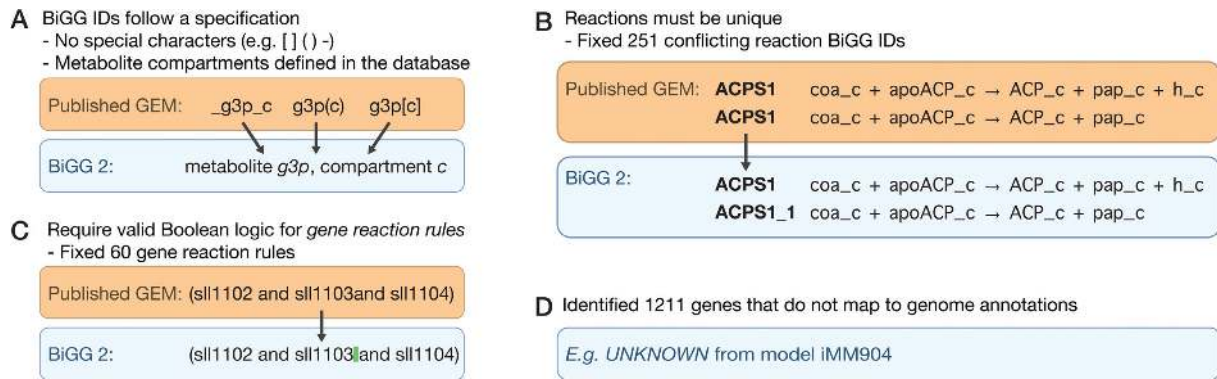 A BiGG IDs follow a specification
- No special characters (e.g. [ ] ( ) -)
- Metabolite compartments defined in the database
Published GEM: _g3p_c g3p(c) g3p[c]
BiGG 2: metabolite g3p, compartment c
B Reactions must be unique
- Fixed 251 conflicting reaction BiGG IDs
Published GEM: ACPS1 coa_c + apoACP_c → ACP_c + pap_c + h_c
ACPS1 coa_c + apoACP_c → ACP_c + pap_c
BiGG 2: ACPS1 coa_c + apoACP_c → ACP_c + pap_c + h_c
ACPS1_1 coa_c + apoACP_c → ACP_c + pap_c
C Require valid Boolean logic for gene reaction rules
- Fixed 60 gene reaction rules
Published GEM: (sll1102 and sll1103and sll1104)
BiGG 2: (sll1102 and sll1103 and sll1104)
D Identified 1211 genes that do not map to genome annotations
E.g. UNKNOWN from model iMM904